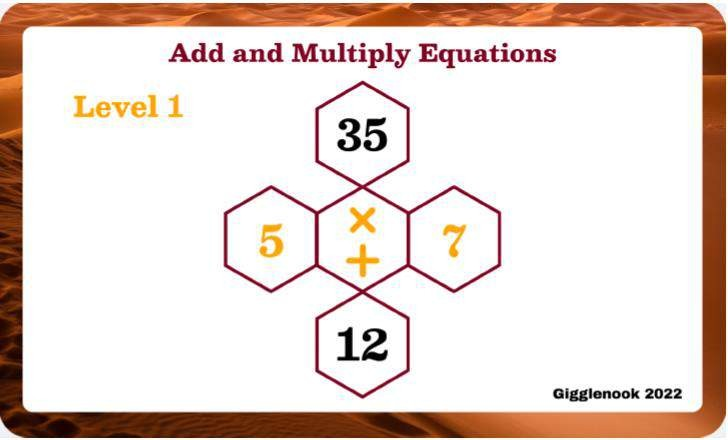 Add and Multiply Equations
Level 1
35
5 × 7
+
12
Gigglenook 2022